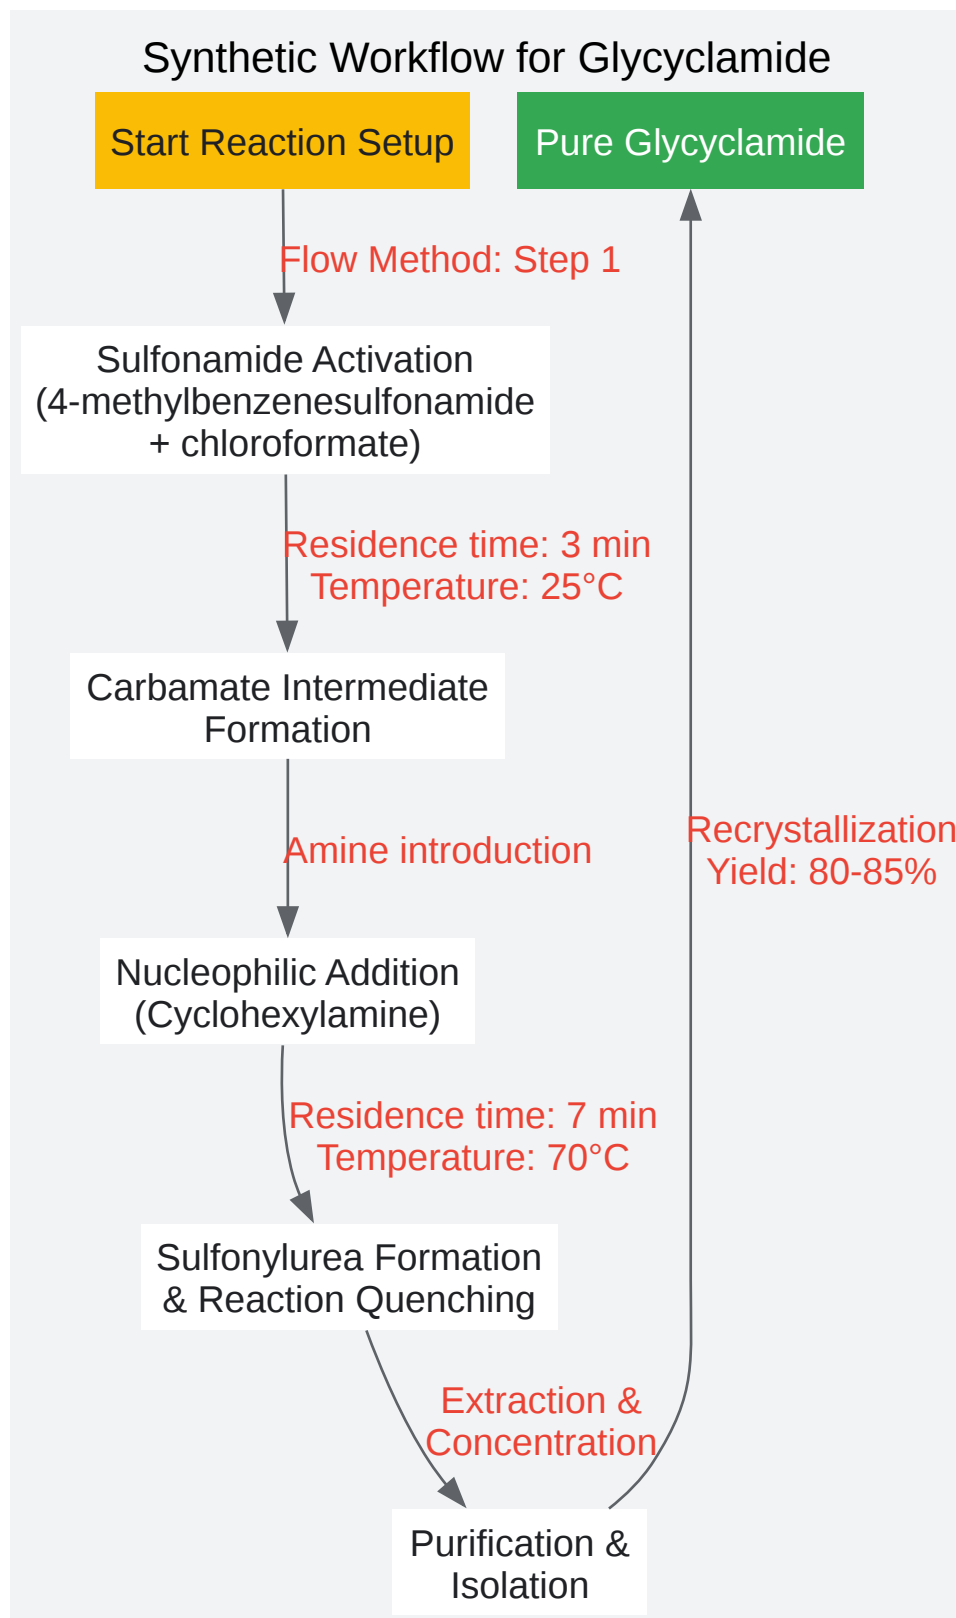 Synthetic Workflow for Glycyclamide
Start Reaction Setup
Pure Glycyclamide
Flow Method: Step 1
Sulfonamide Activation
(4-methylbenzenesulfonamide
+ chloroformate)
Residence time: 3 min
Temperature: 25°C
Carbamate Intermediate
Formation
Amine introduction
Recrystallization
Yield: 80-85%
Nucleophilic Addition
(Cyclohexylamine)
Residence time: 7 min
Temperature: 70°C
Sulfonylurea Formation
& Reaction Quenching
Extraction &
Concentration
Purification &
Isolation